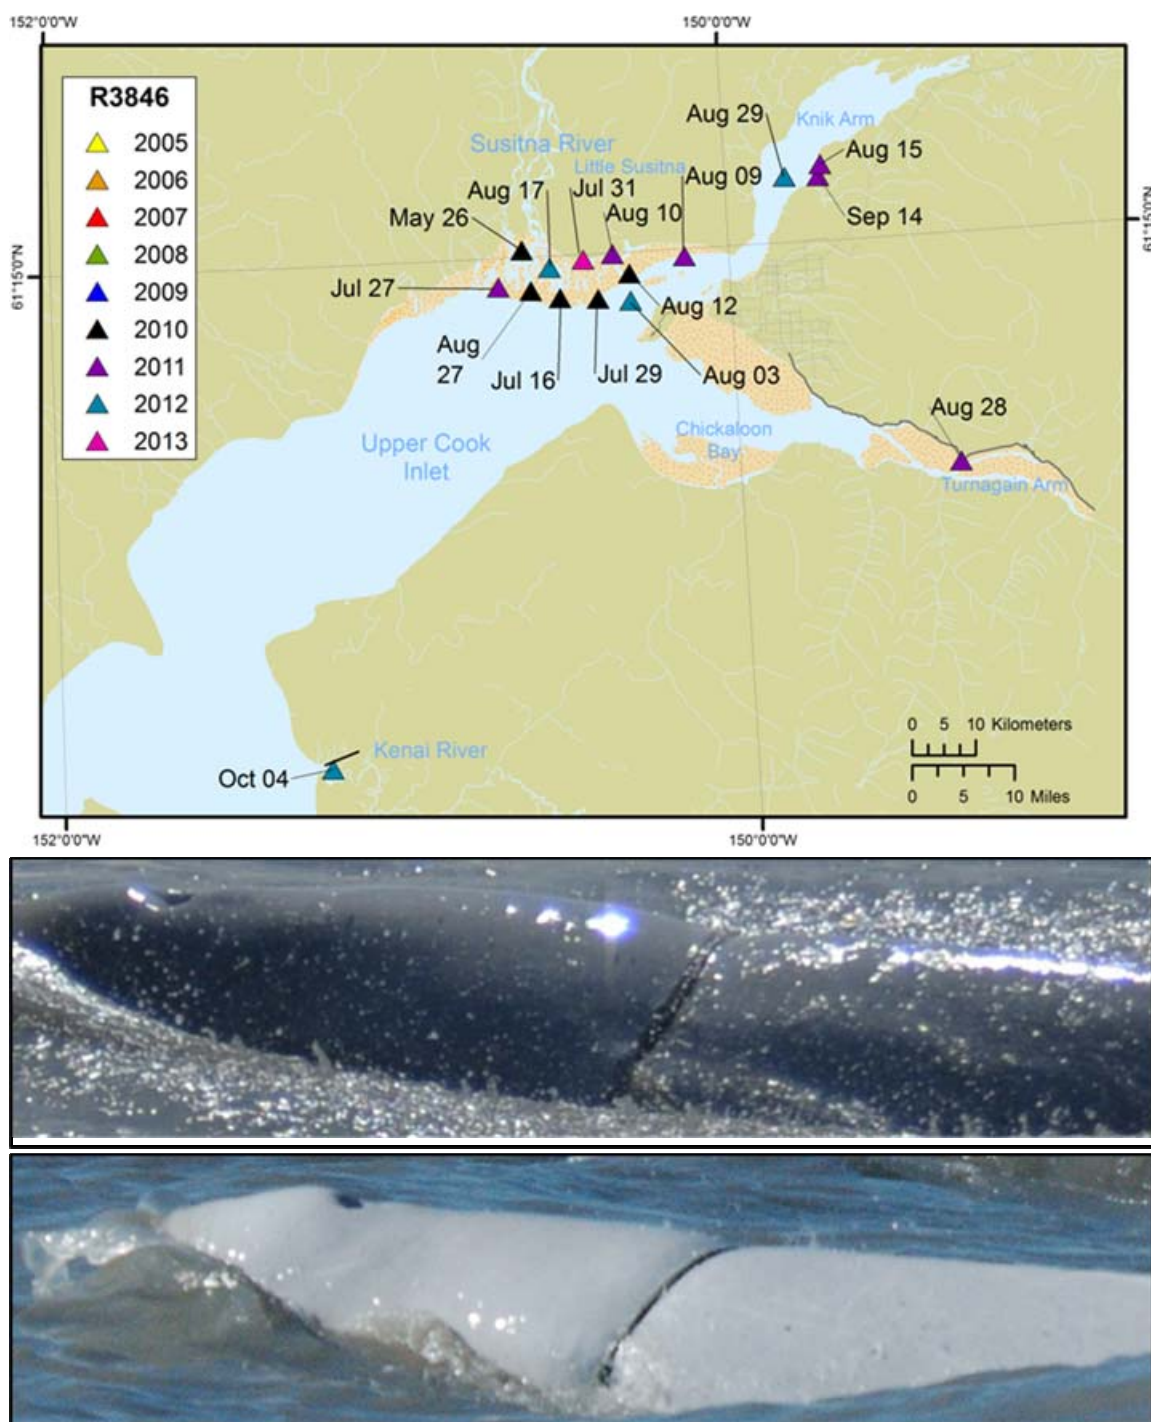 152°0'0"W
150°0'0"W
R3846
2005
2006
2007
2008
2009
2010
2011
2012
2013
Aug 29
Knik Arm
Susitna River
Little Susitna
Aug 15
Aug 17
Jul 31
Aug 09
May 26
Aug 10
Sep 14
61°15'0"N
61°15'0"N
Jul 27
Aug 12
Aug
27
Jul 16
Jul 29
Aug 03
Aug 28
Chickaloon
Bay
Upper Cook
Inlet
Turnagain Arm
0 5 10 Kilometers
0 5 10 Miles
Kenai River
Oct 04
152°0'0"W
150°0'0"W